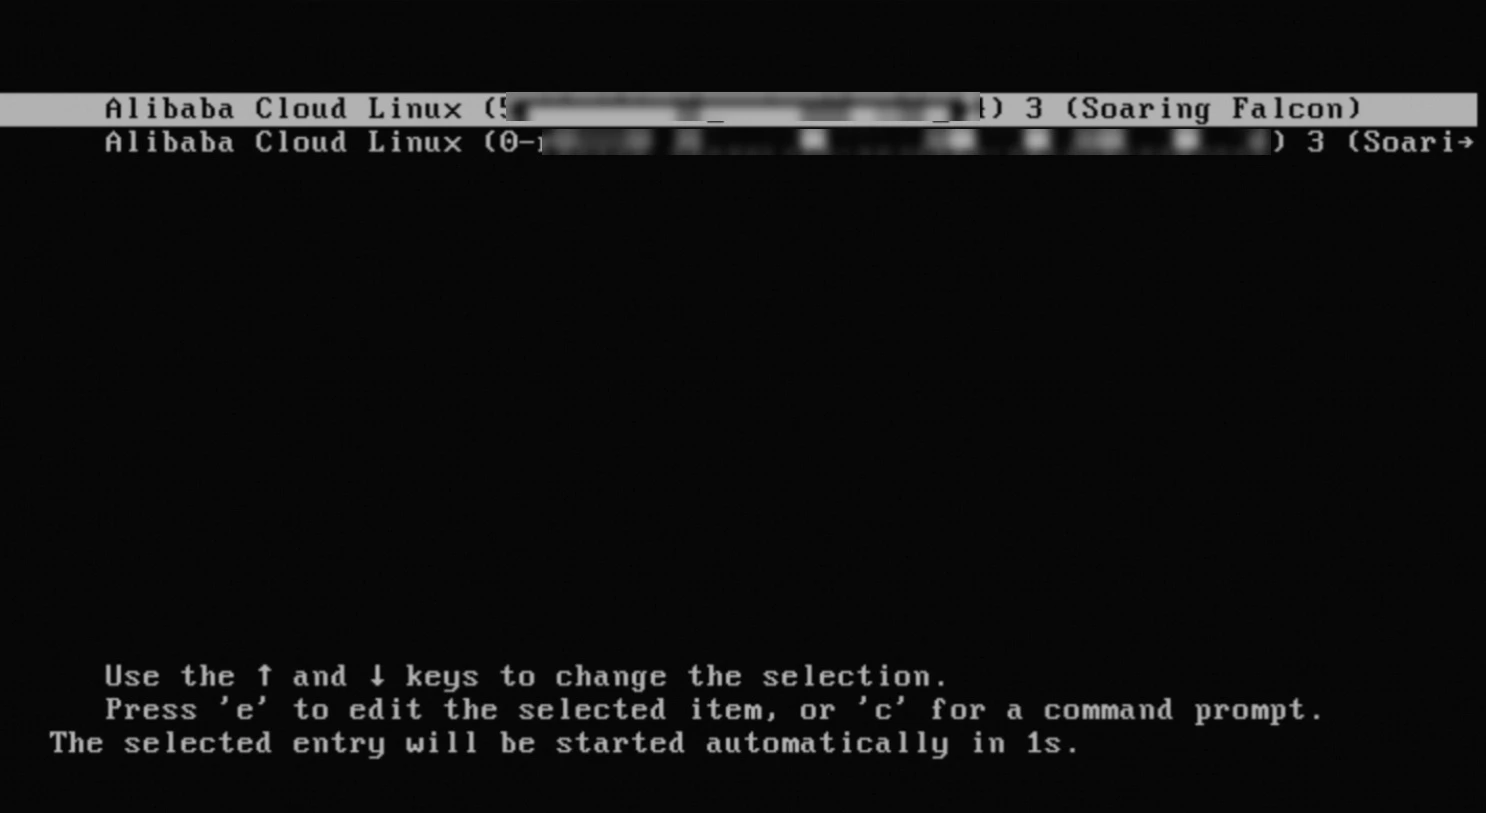 Alibaba Cloud Linux (5 ) 3 (Soaring Falcon)
Alibaba Cloud Linux (0- ) 3 (Soari→
Use the ↑ and ↓ keys to change the selection.
Press 'e' to edit the selected item, or 'c' for a command prompt.
The selected entry will be started automatically in 1s.